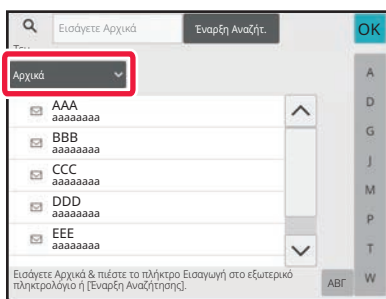 Εισάγετε Αρχικά
Έναρξη Αναζήτ.
OK
Αρχικά
AAA
aaaaaaaa
BBB
aaaaaaaa
CCC
aaaaaaaa
DDD
aaaaaaaa
EEE
aaaaaaaa
A
D
G
J
M
P
T
W
Εισάγετε Αρχικά & πιέστε το πλήκτρο Εισαγωγή στο εξωτερικό
πληκτρολόγιο ή [Έναρξη Αναζήτησης].
ΑΒΓ